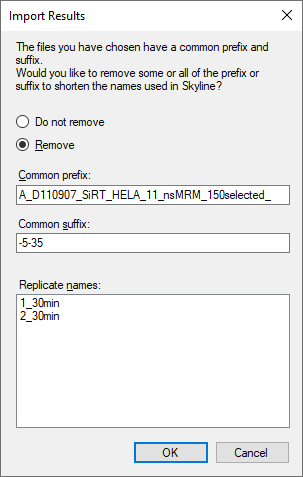 Import Results
The files you have chosen have a common prefix and
suffix.
Would you like to remove some or all of the prefix or
suffix to shorten the names used in Skyline?
Do not remove
Remove
Common prefix:
A_D110907_SiRT_HELA_11_nsMRM_150selected_
Common suffix:
-5-35
Replicate names:
1_30min
2_30min
OK
Cancel